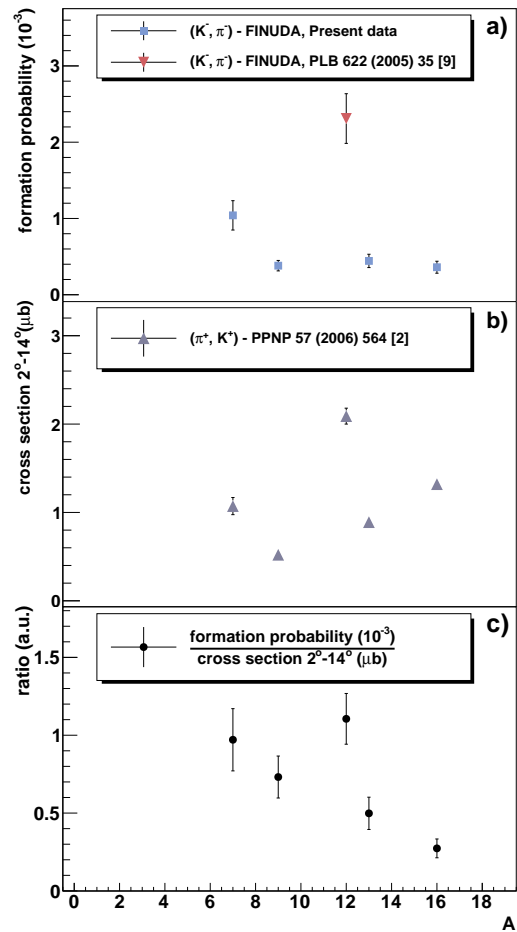 a)
(K⁻, π⁻) - FINUDA, Present data
(K⁻, π⁻) - FINUDA, PLB 622 (2005) 35 [9]
formation probability (10⁻³)
3
2
1
0
b)
(π⁺, K⁺) - PPNP 57 (2006) 564 [2]
cross section 2°-14°(μb)
3
2
1
0
c)
formation probability (10⁻³)
cross section 2°-14° (μb)
ratio (a.u.)
1.5
1
0.5
0
0 2 4 6 8 10 12 14 16 18
A